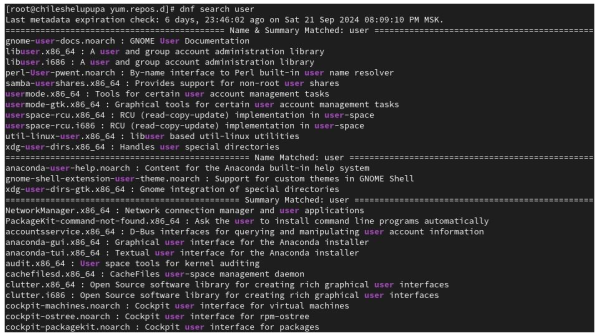 [root@chileshelupupa yum.repos.d]# dnf search user
Last metadata expiration check: 6 days, 23:46:02 ago on Sat 21 Sep 2024 08:09:10 PM MSK.
======================================== Name & Summary Matched: user ========================================
gnome-user-docs.noarch : GNOME User Documentation
libuser.x86_64 : A user and group account administration library
libuser.i686 : A user and group account administration library
perl-User-pwent.noarch : By-name interface to Perl built-in user name resolver
samba-usershares.x86_64 : Provides support for non-root user shares
usermode.x86_64 : Tools for certain user account management tasks
usermode-gtk.x86_64 : Graphical tools for certain user account management tasks
userspace-rcu.x86_64 : RCU (read-copy-update) implementation in user-space
userspace-rcu.i686 : RCU (read-copy-update) implementation in user-space
util-linux-user.x86_64 : libuser based util-linux utilities
xdg-user-dirs.x86_64 : Handles user special directories
============================================= Name Matched: user =============================================
anaconda-user-help.noarch : Content for the Anaconda built-in help system
gnome-shell-extension-user-theme.noarch : Support for custom themes in GNOME Shell
xdg-user-dirs-gtk.x86_64 : Gnome integration of special directories
=========================================== Summary Matched: user ============================================
NetworkManager.x86_64 : Network connection manager and user applications
PackageKit-command-not-found.x86_64 : Ask the user to install command line programs automatically
accountsservice.x86_64 : D-Bus interfaces for querying and manipulating user account information
anaconda-gui.x86_64 : Graphical user interface for the Anaconda installer
anaconda-tui.x86_64 : Textual user interface for the Anaconda installer
audit.x86_64 : User space tools for kernel auditing
cachefilesd.x86_64 : CacheFiles user-space management daemon
clutter.x86_64 : Open Source software library for creating rich graphical user interfaces
clutter.i686 : Open Source software library for creating rich graphical user interfaces
cockpit-machines.noarch : Cockpit user interface for virtual machines
cockpit-ostree.noarch : Cockpit user interface for rpm-ostree
cockpit-packagekit.noarch : Cockpit user interface for packages